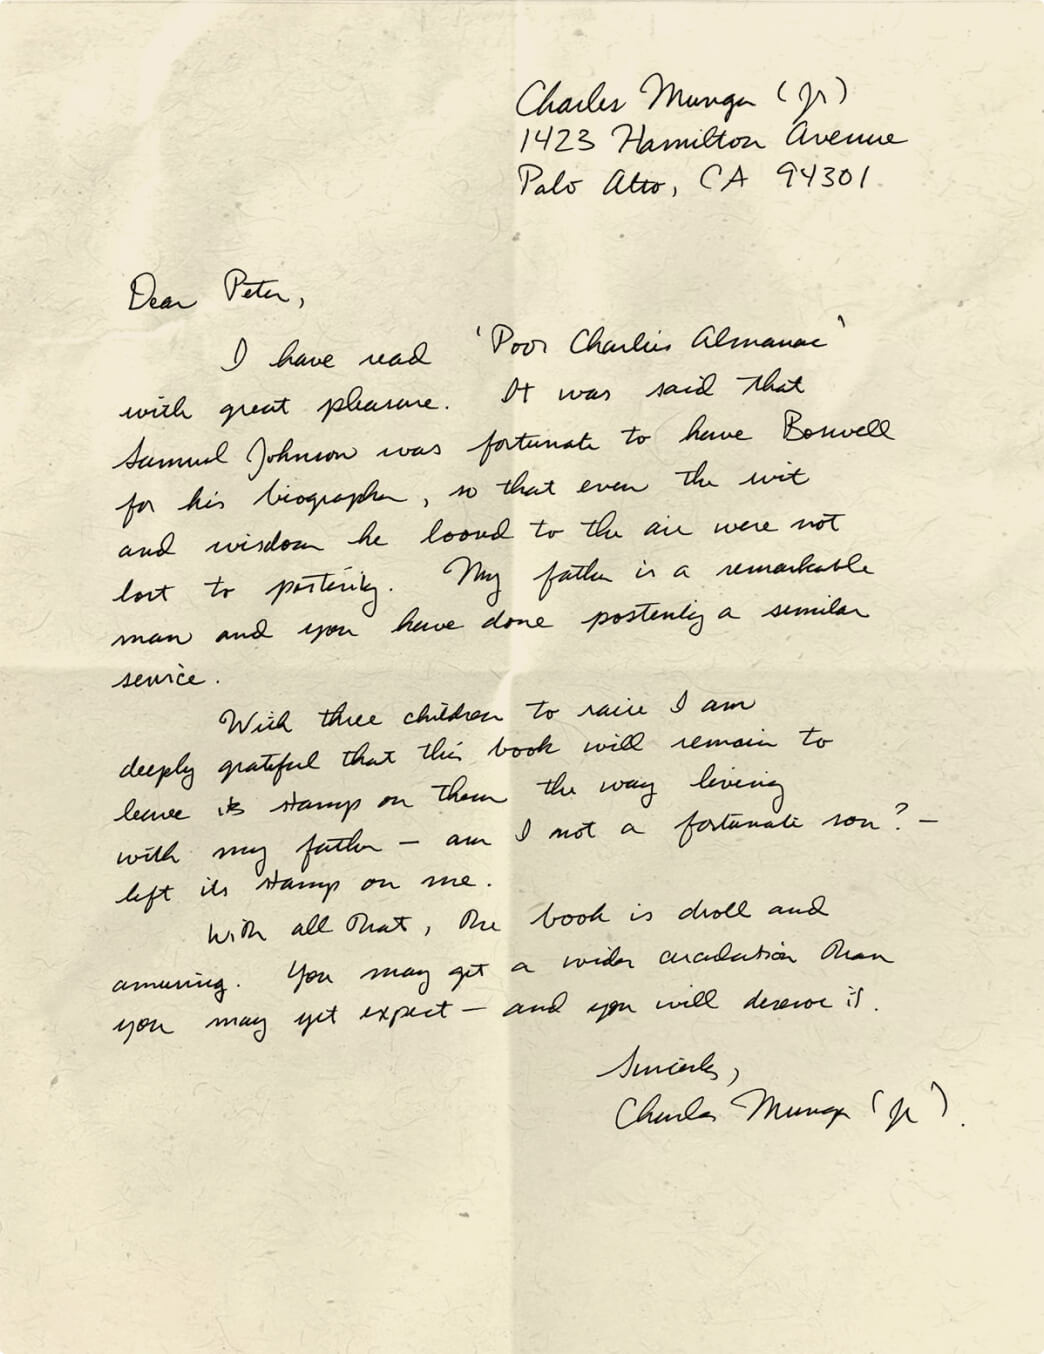 Charles Munger (Jr)
1423 Hamilton Avenue
Palo Alto, CA 94301
Dear Peter,
I have read 'Poor Charlies Almanac'
with great pleasure. It was said that
Samuel Johnson was fortunate to have Boswell
for his biographer, so that even the wit
and wisdom he loosed to the air were not
lost to posterity. My father is a remarkable
man and you have done posterity a similar
service.
With three children to raise I am
deeply grateful that this book will remain to
leave its stamp on them the way living
with my father — am I not a fortunate son? —
left its stamp on me.
With all that, the book is droll and
amusing. You may get a wider circulation than
you may yet expect — and you will deserve it.
Sincerely,
Charles Munger (Jr).